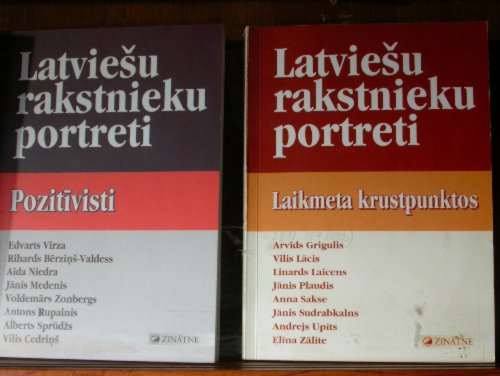 Latviešu
rakstnieku
portreti
Pozitīvisti
Edvarts Virza
Rihards Bērziņš-Valdess
Aīda Niedra
Jānis Medenis
Voldemārs Zonbergs
Antons Rupainis
Alberts Sprūdžs
Vilis Cedriņš
ZINĀTNE
Latviešu
rakstnieku
portreti
Laikmeta krustpunktos
Arvīds Grigulis
Vilis Lācis
Linards Laicens
Jānis Plaudis
Anna Sakse
Jānis Sudrabkalns
Andrejs Upīts
Elīna Zālīte
ZINĀTNE